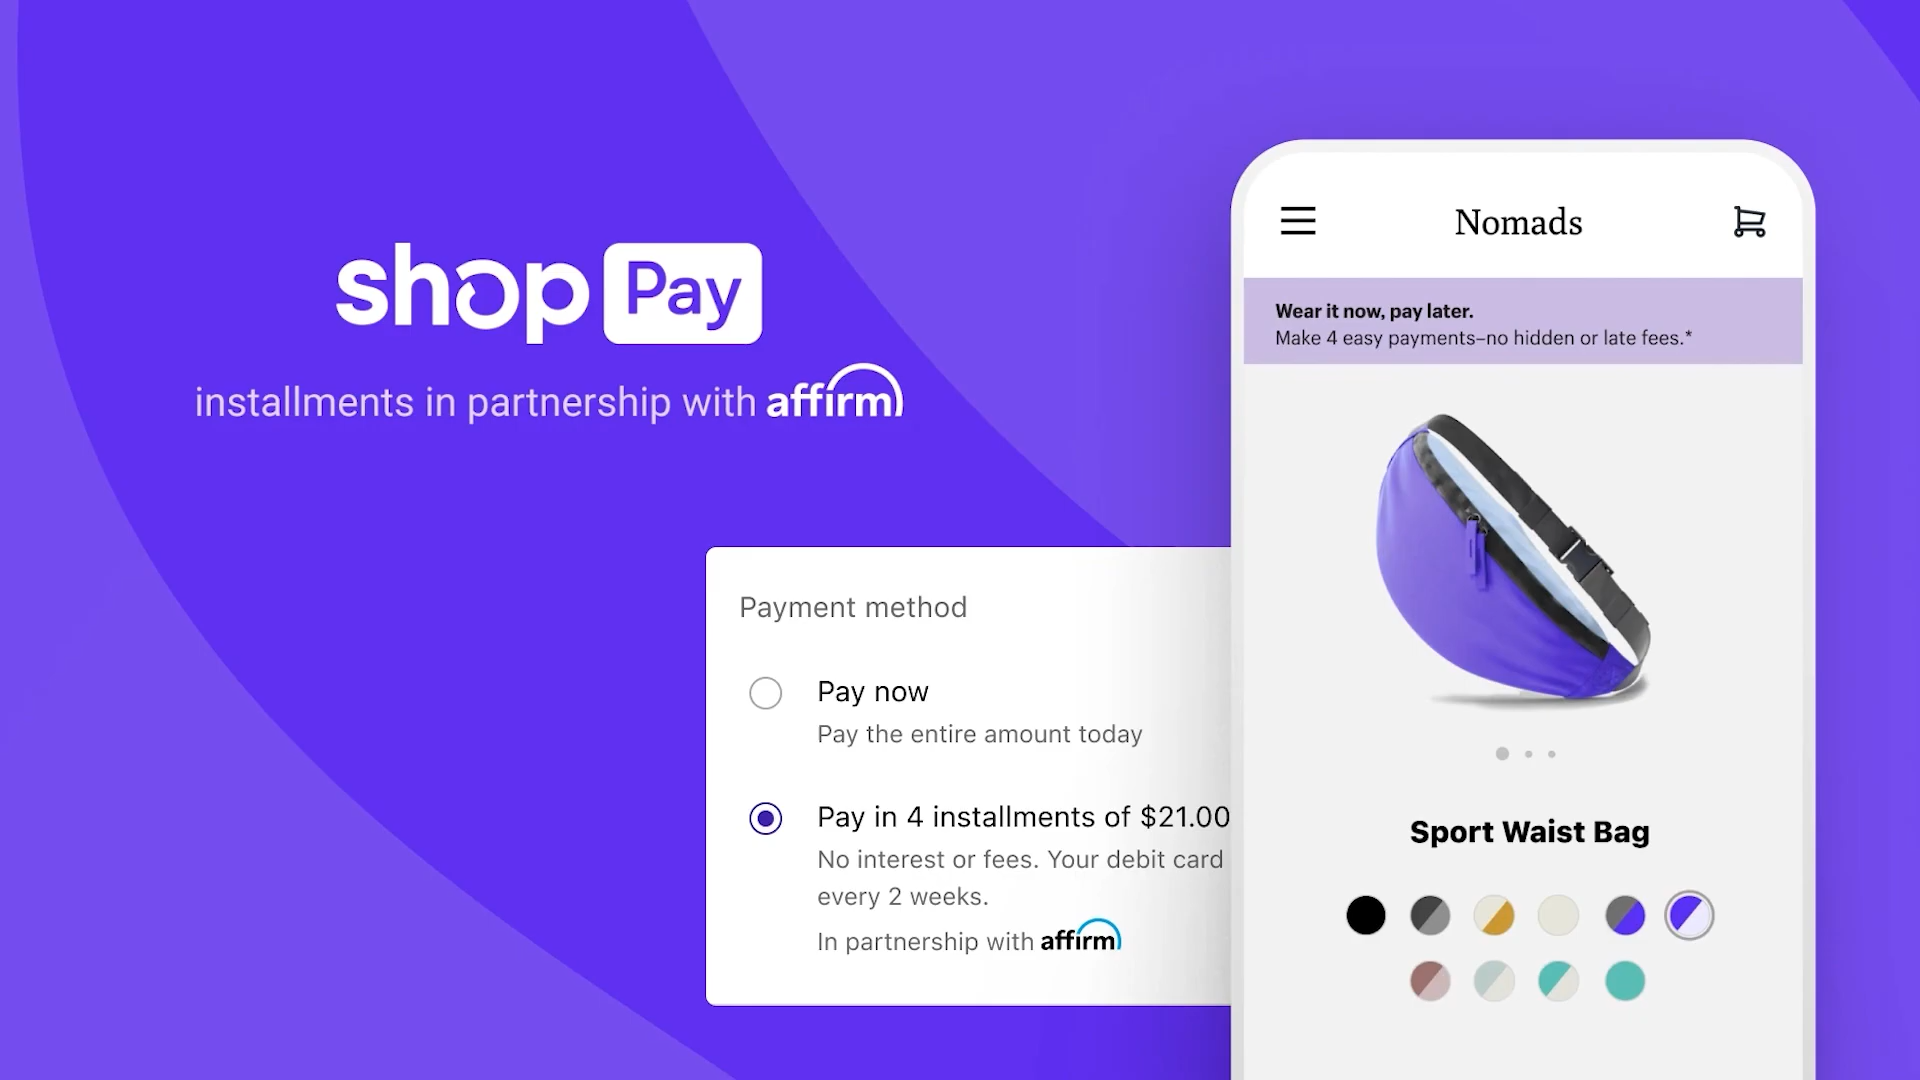 shop Pay
installments in partnership with affirm
Payment method
Pay now
Pay the entire amount today
Pay in 4 installments of $21.00
No interest or fees. Your debit card
every 2 weeks.
In partnership with affirm
Nomads
Wear it now, pay later.
Make 4 easy payments–no hidden or late fees.*
Sport Waist Bag